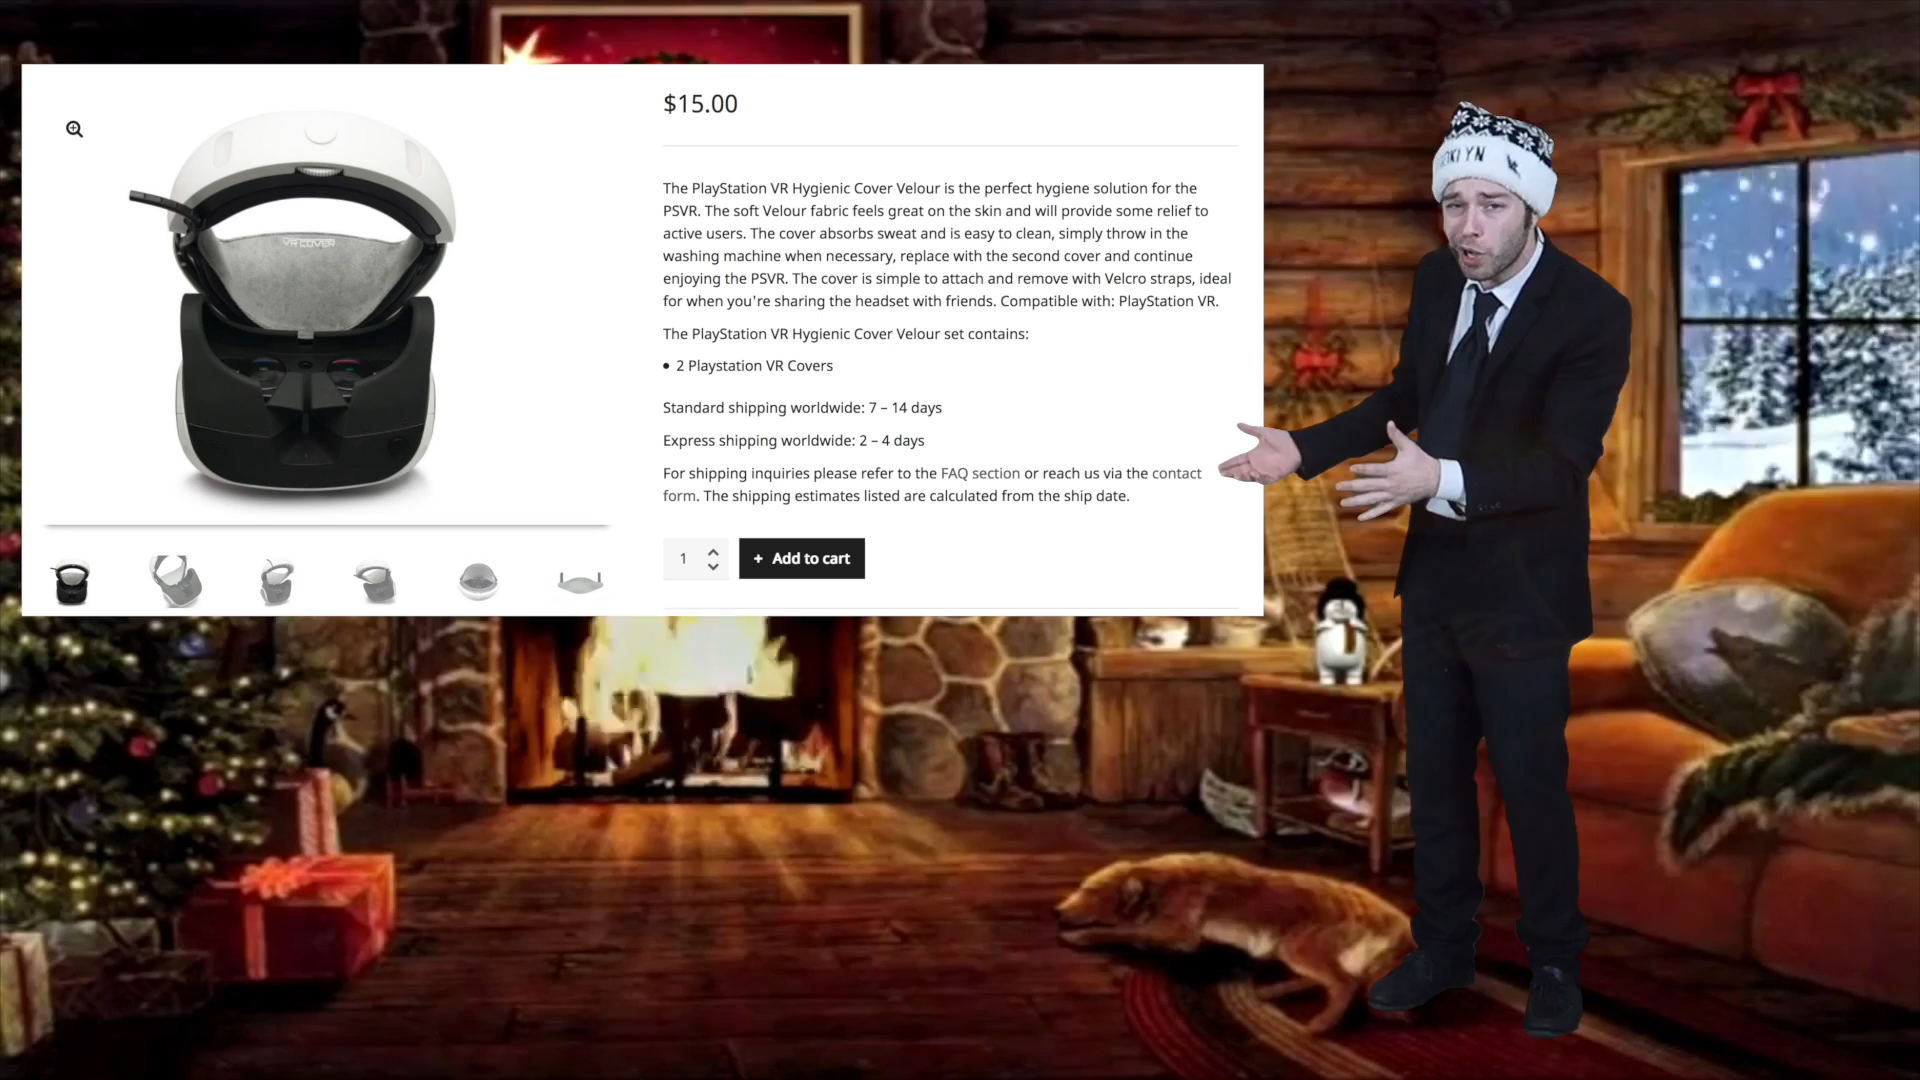 $15.00
VR COVER
The PlayStation VR Hygienic Cover Velour is the perfect hygiene solution for the
PSVR. The soft Velour fabric feels great on the skin and will provide some relief to
active users. The cover absorbs sweat and is easy to clean, simply throw in the
washing machine when necessary, replace with the second cover and continue
enjoying the PSVR. The cover is simple to attach and remove with Velcro straps, ideal
for when you're sharing the headset with friends. Compatible with: PlayStation VR.
The PlayStation VR Hygienic Cover Velour set contains:
• 2 Playstation VR Covers
Standard shipping worldwide: 7 – 14 days
Express shipping worldwide: 2 – 4 days
For shipping inquiries please refer to the FAQ section or reach us via the contact
form. The shipping estimates listed are calculated from the ship date.
1
+ Add to cart
OKLYN